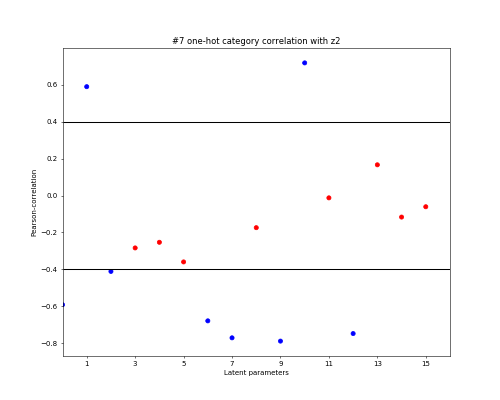 #7 one-hot category correlation with z2
0.6
0.4
0.2
0.0
−0.2
−0.4
−0.6
−0.8
Pearson-correlation
1 3 5 7 9 11 13 15
Latent parameters